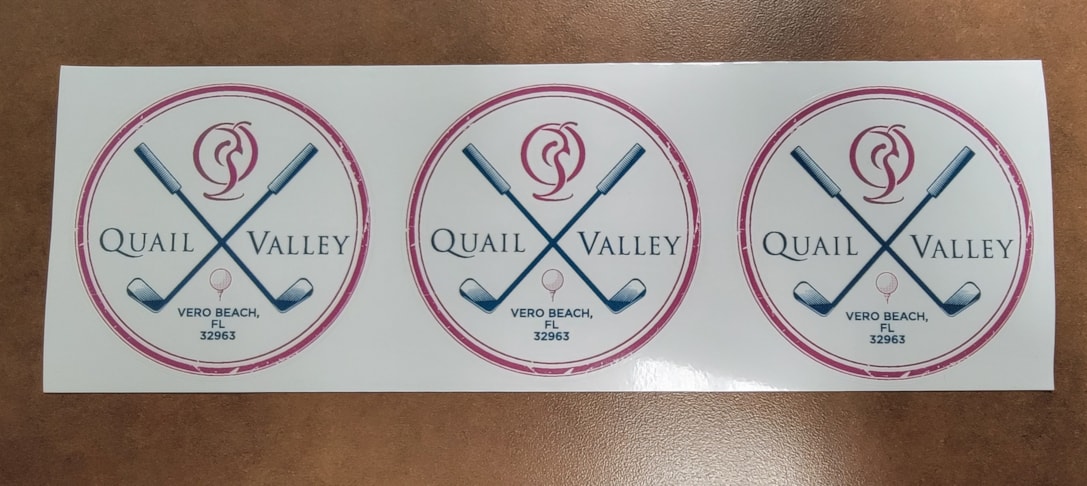 QUAIL VALLEY
VERO BEACH,
FL
32963
QUAIL VALLEY
VERO BEACH,
FL
32963
QUAIL VALLEY
VERO BEACH,
FL
32963